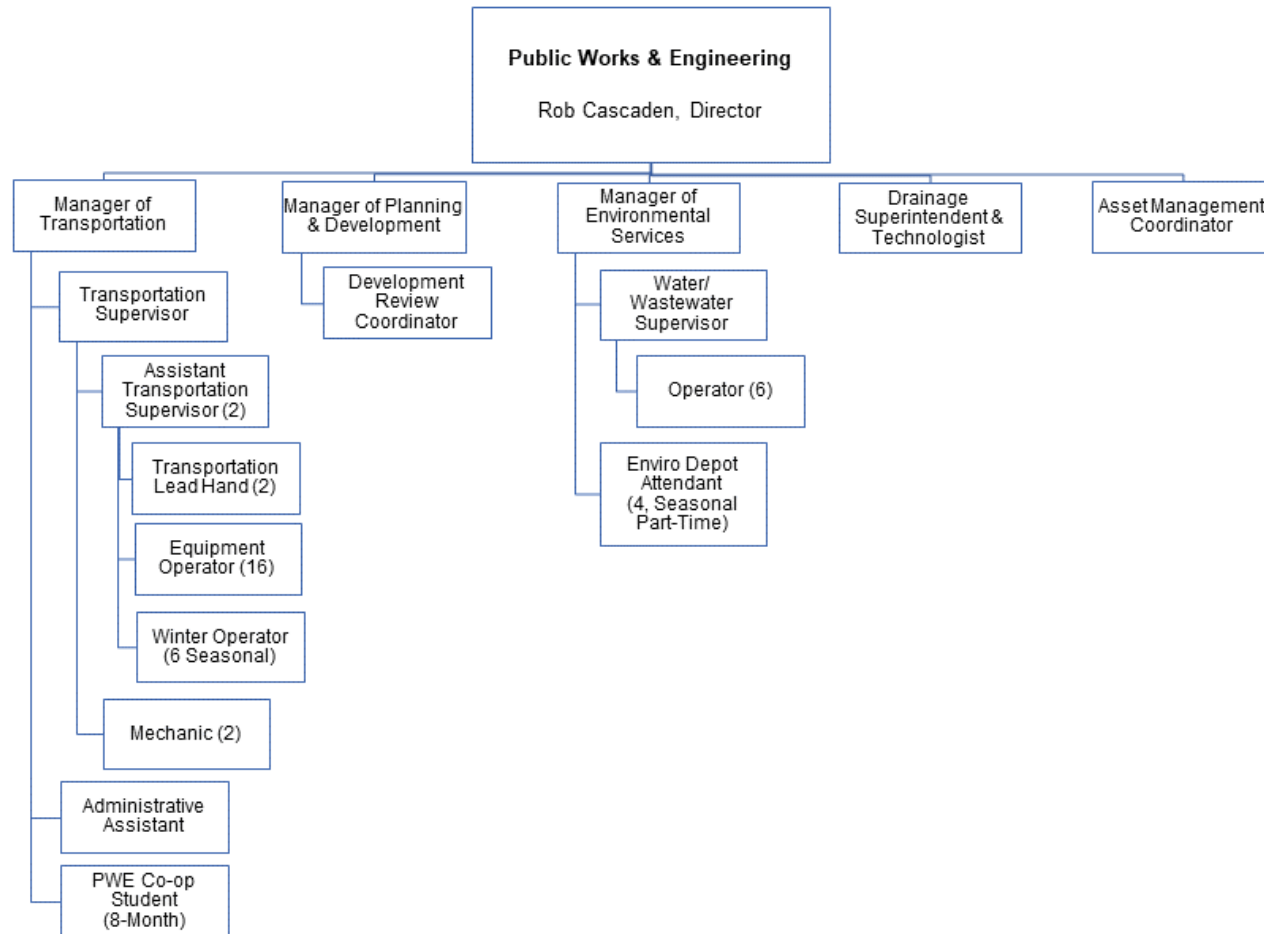 Public Works & Engineering
Rob Cascaden, Director
Manager of
Transportation
Manager of Planning
& Development
Manager of
Environmental
Services
Drainage
Superintendent &
Technologist
Asset Management
Coordinator
Transportation
Supervisor
Assistant
Transportation
Supervisor (2)
Transportation
Lead Hand (2)
Equipment
Operator (16)
Winter Operator
(6 Seasonal)
Mechanic (2)
Administrative
Assistant
PWE Co-op
Student
(8-Month)
Development
Review
Coordinator
Water/
Wastewater
Supervisor
Operator (6)
Enviro Depot
Attendant
(4, Seasonal
Part-Time)